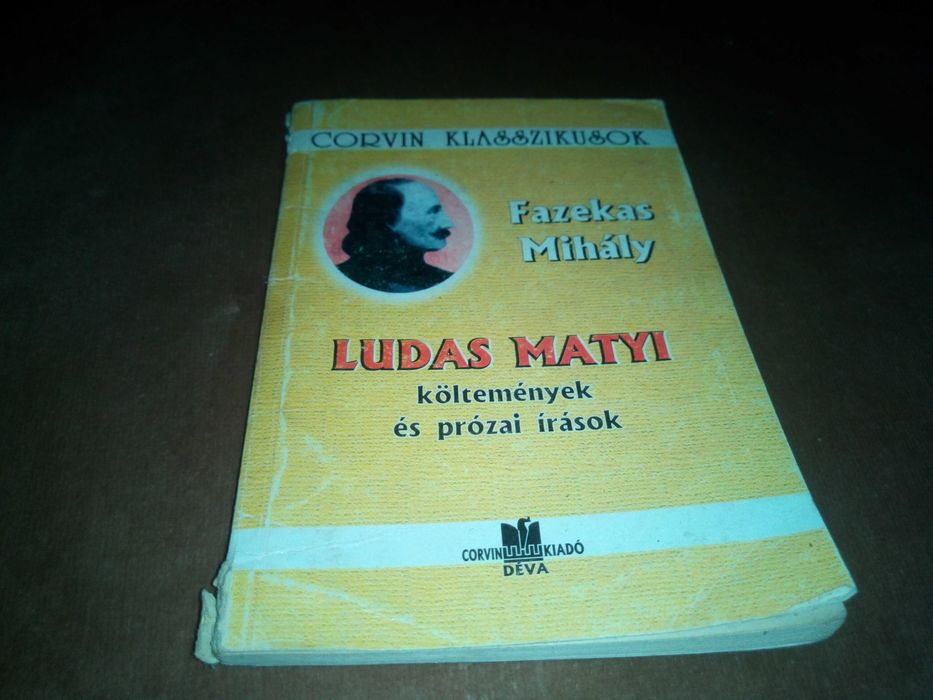 CORVIN KLASSZIKUSOK
Fazekas
Mihály
LUDAS MATYI
költemények
és prózai írások
CORVIN KIADÓ
DÉVA